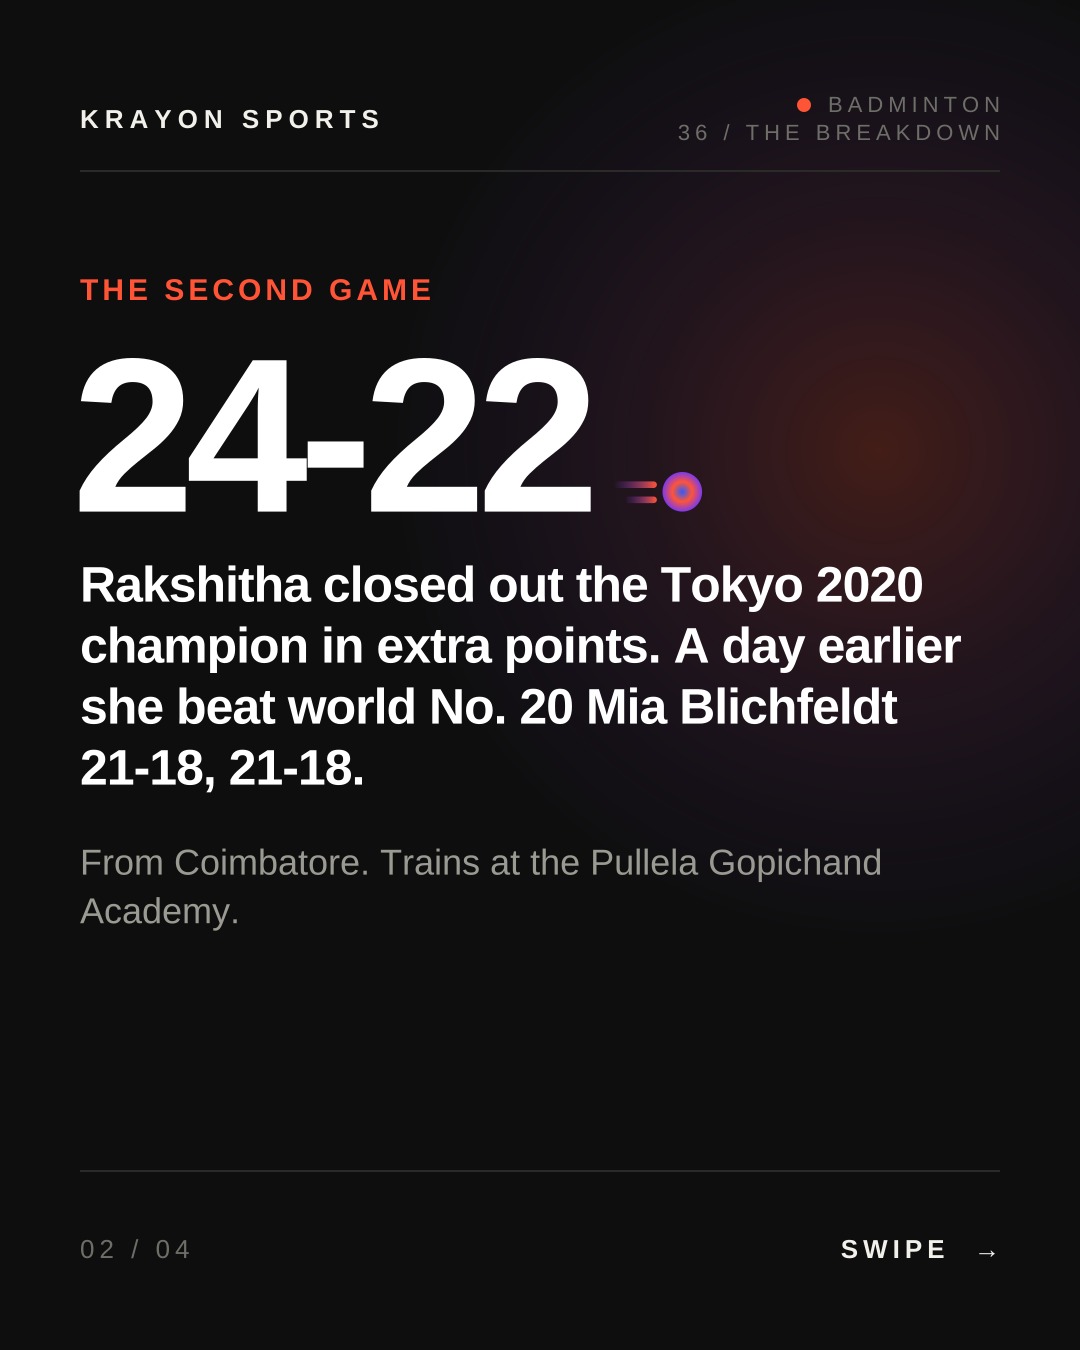 KRAYON SPORTS
BADMINTON
36 / THE BREAKDOWN
THE SECOND GAME
24-22
Rakshitha closed out the Tokyo 2020
champion in extra points. A day earlier
she beat world No. 20 Mia Blichfeldt
21-18, 21-18.
From Coimbatore. Trains at the Pullela Gopichand
Academy.
02 / 04
SWIPE →